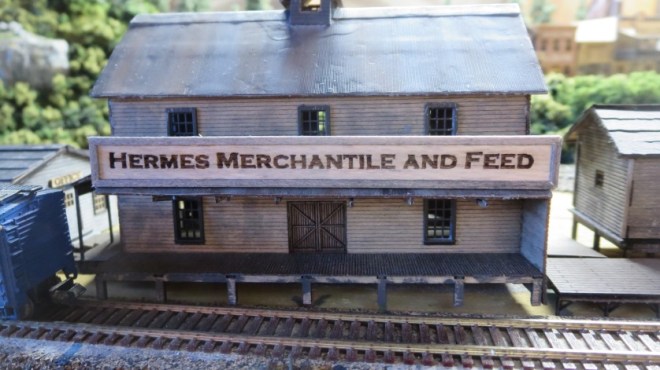 Hermes Merchantile and Feed